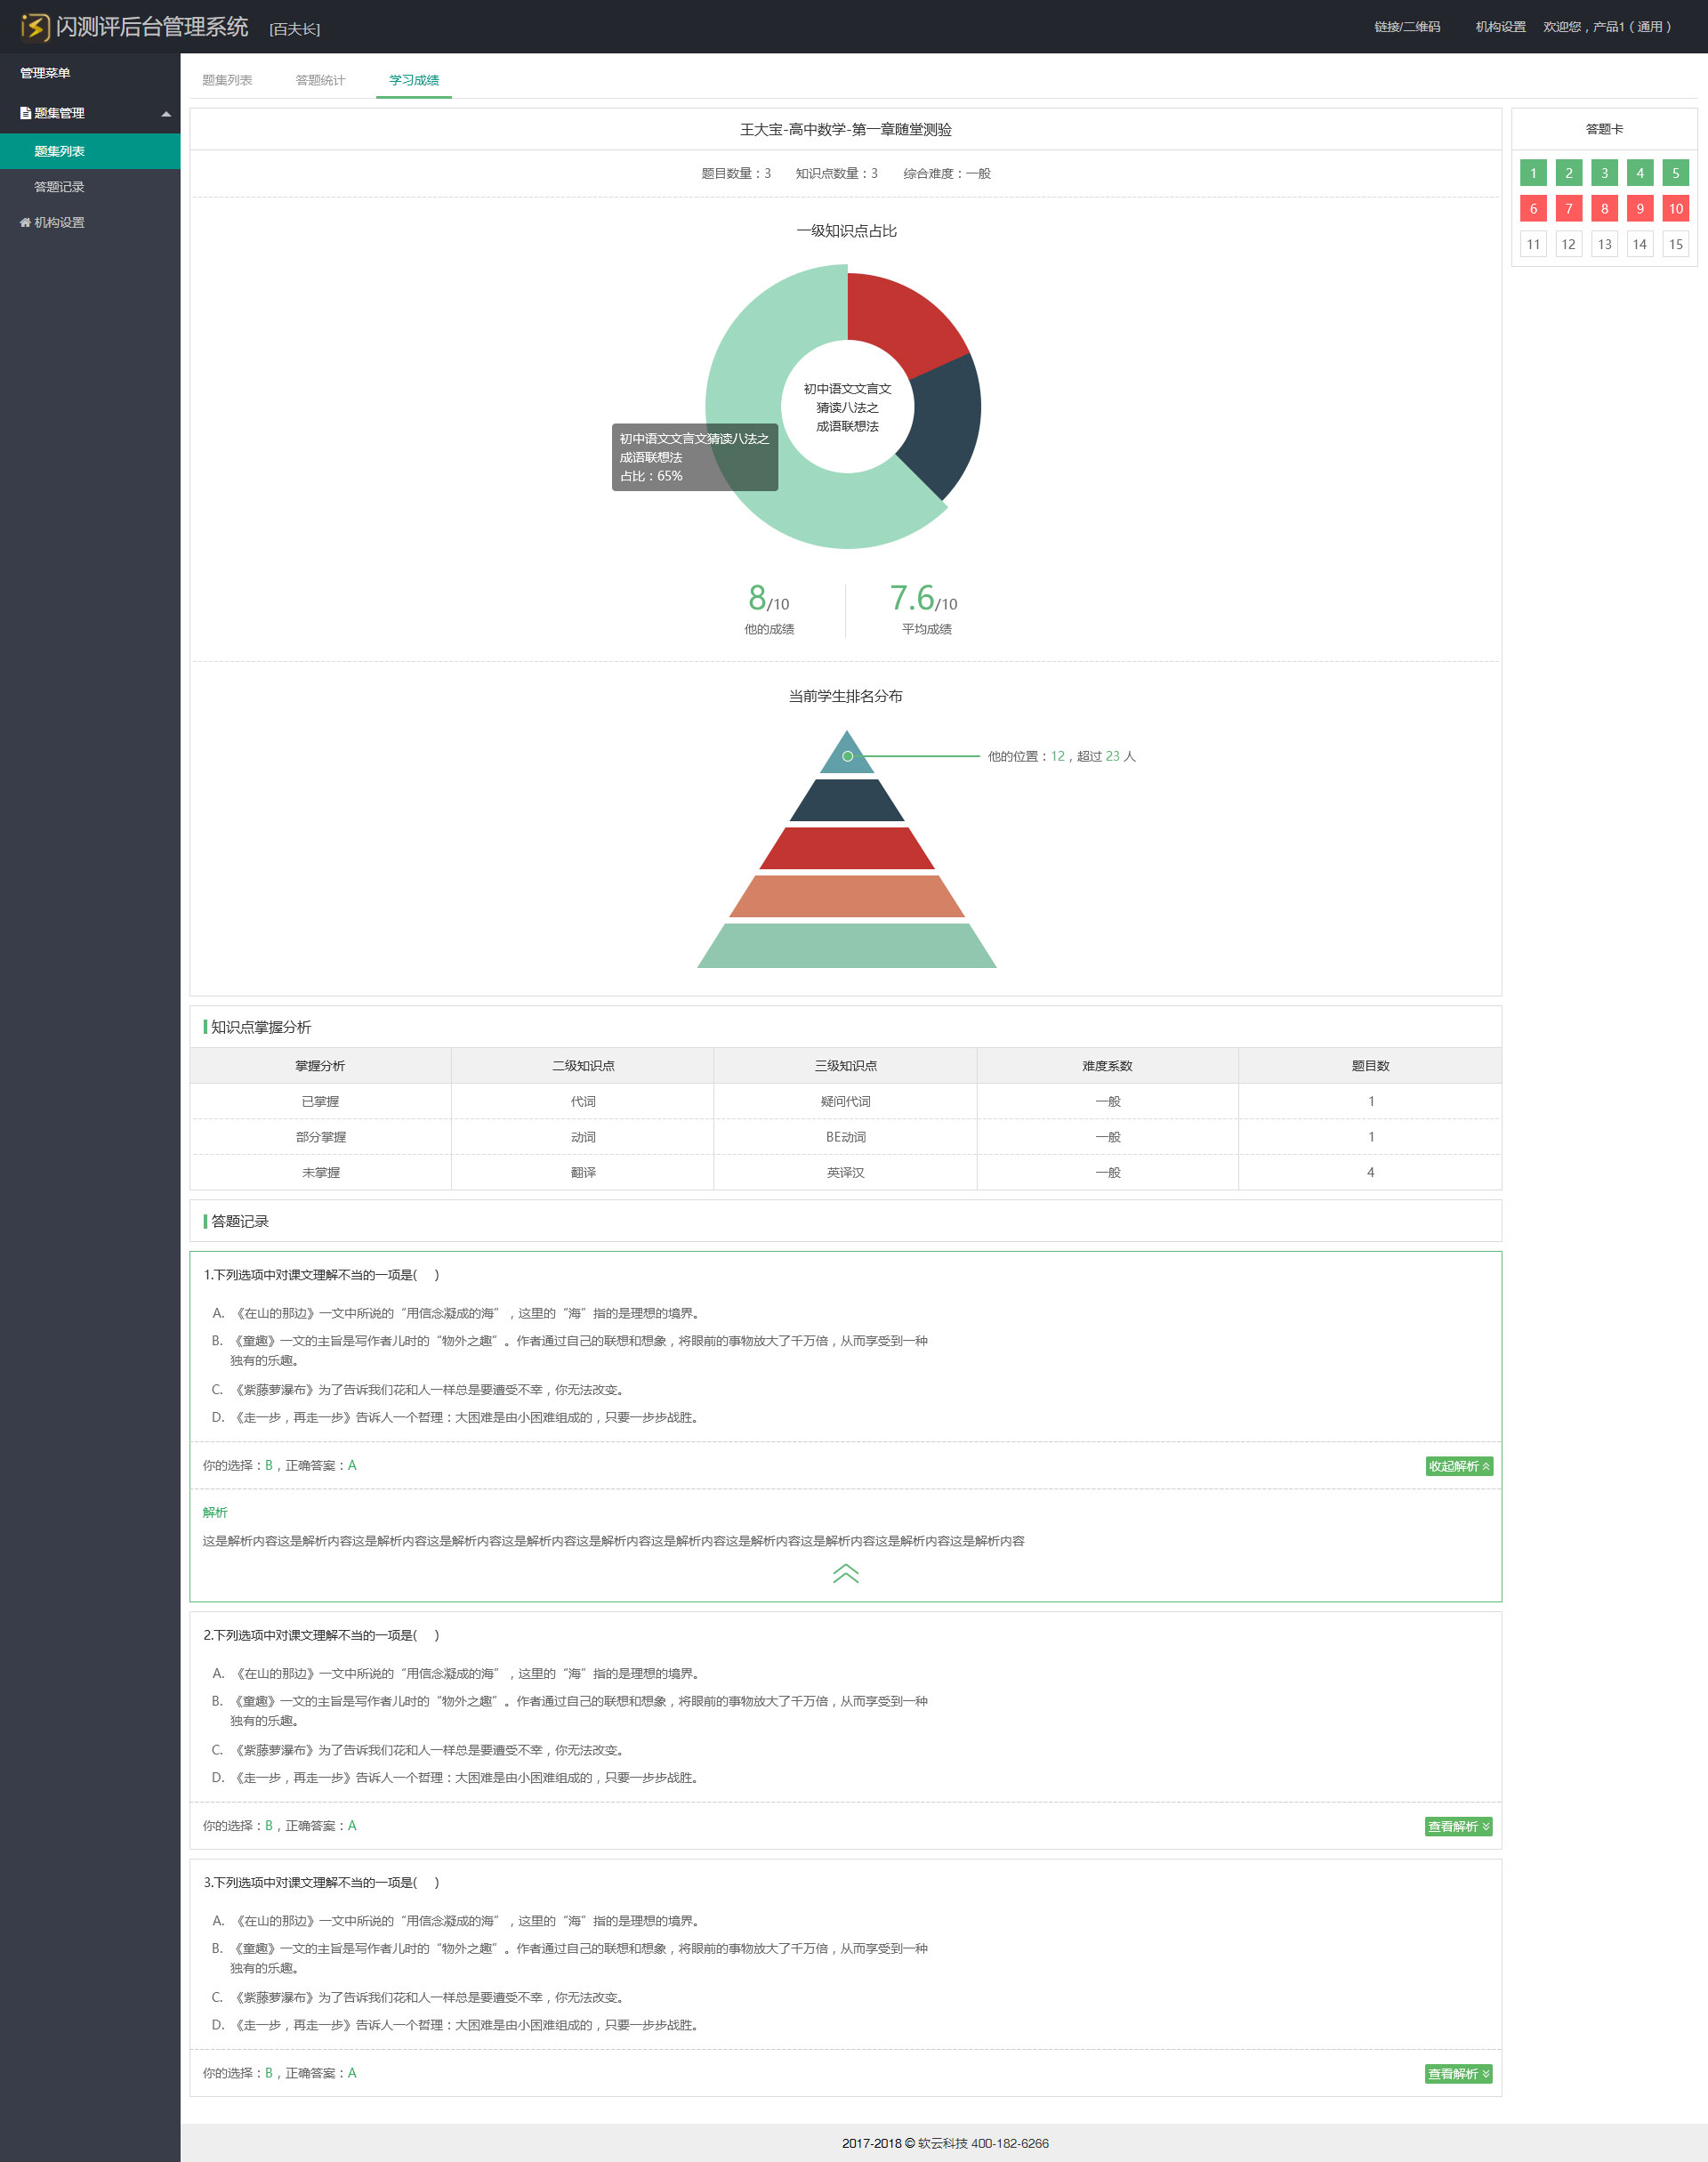 闪测评后台管理系统 [百夫长]
链接/二维码 机构设置 欢迎您，产品1（通用）
管理菜单
题集管理
题集列表
答题记录
机构设置
题集列表 答题统计 学习成绩
王大宝-高中数学-第一章随堂测验
题目数量：3 知识点数量：3 综合难度：一般
一级知识点占比
初中语文文言文
猜读八法之
成语联想法
初中语文文言文猜读八法之
成语联想法
占比：65%
8/10
他的成绩
7.6/10
平均成绩
当前学生排名分布
他的位置：12，超过 23 人
知识点掌握分析
掌握分析 二级知识点 三级知识点 难度系数 题目数
已掌握 代词 疑问代词 一般 1
部分掌握 动词 BE动词 一般 1
未掌握 翻译 英译汉 一般 4
答题记录
1.下列选项中对课文理解不当的一项是( )
A. 《在山的那边》一文中所说的“用信念凝成的海”，这里的“海”指的是理想的境界。
B. 《童趣》一文的主旨是写作者儿时的“物外之趣”。作者通过自己的联想和想象，将眼前的事物放大了千万倍，从而享受到一种
独有的乐趣。
C. 《紫藤萝瀑布》为了告诉我们花和人一样总是要遭受不幸，你无法改变。
D. 《走一步，再走一步》告诉人一个哲理：大困难是由小困难组成的，只要一步步战胜。
你的选择：B，正确答案：A
收起解析
解析
这是解析内容这是解析内容这是解析内容这是解析内容这是解析内容这是解析内容这是解析内容这是解析内容这是解析内容这是解析内容这是解析内容
2.下列选项中对课文理解不当的一项是( )
A. 《在山的那边》一文中所说的“用信念凝成的海”，这里的“海”指的是理想的境界。
B. 《童趣》一文的主旨是写作者儿时的“物外之趣”。作者通过自己的联想和想象，将眼前的事物放大了千万倍，从而享受到一种
独有的乐趣。
C. 《紫藤萝瀑布》为了告诉我们花和人一样总是要遭受不幸，你无法改变。
D. 《走一步，再走一步》告诉人一个哲理：大困难是由小困难组成的，只要一步步战胜。
你的选择：B，正确答案：A
查看解析
3.下列选项中对课文理解不当的一项是( )
A. 《在山的那边》一文中所说的“用信念凝成的海”，这里的“海”指的是理想的境界。
B. 《童趣》一文的主旨是写作者儿时的“物外之趣”。作者通过自己的联想和想象，将眼前的事物放大了千万倍，从而享受到一种
独有的乐趣。
C. 《紫藤萝瀑布》为了告诉我们花和人一样总是要遭受不幸，你无法改变。
D. 《走一步，再走一步》告诉人一个哲理：大困难是由小困难组成的，只要一步步战胜。
你的选择：B，正确答案：A
查看解析
答题卡
1 2 3 4 5
6 7 8 9 10
11 12 13 14 15
2017-2018 © 软云科技 400-182-6266